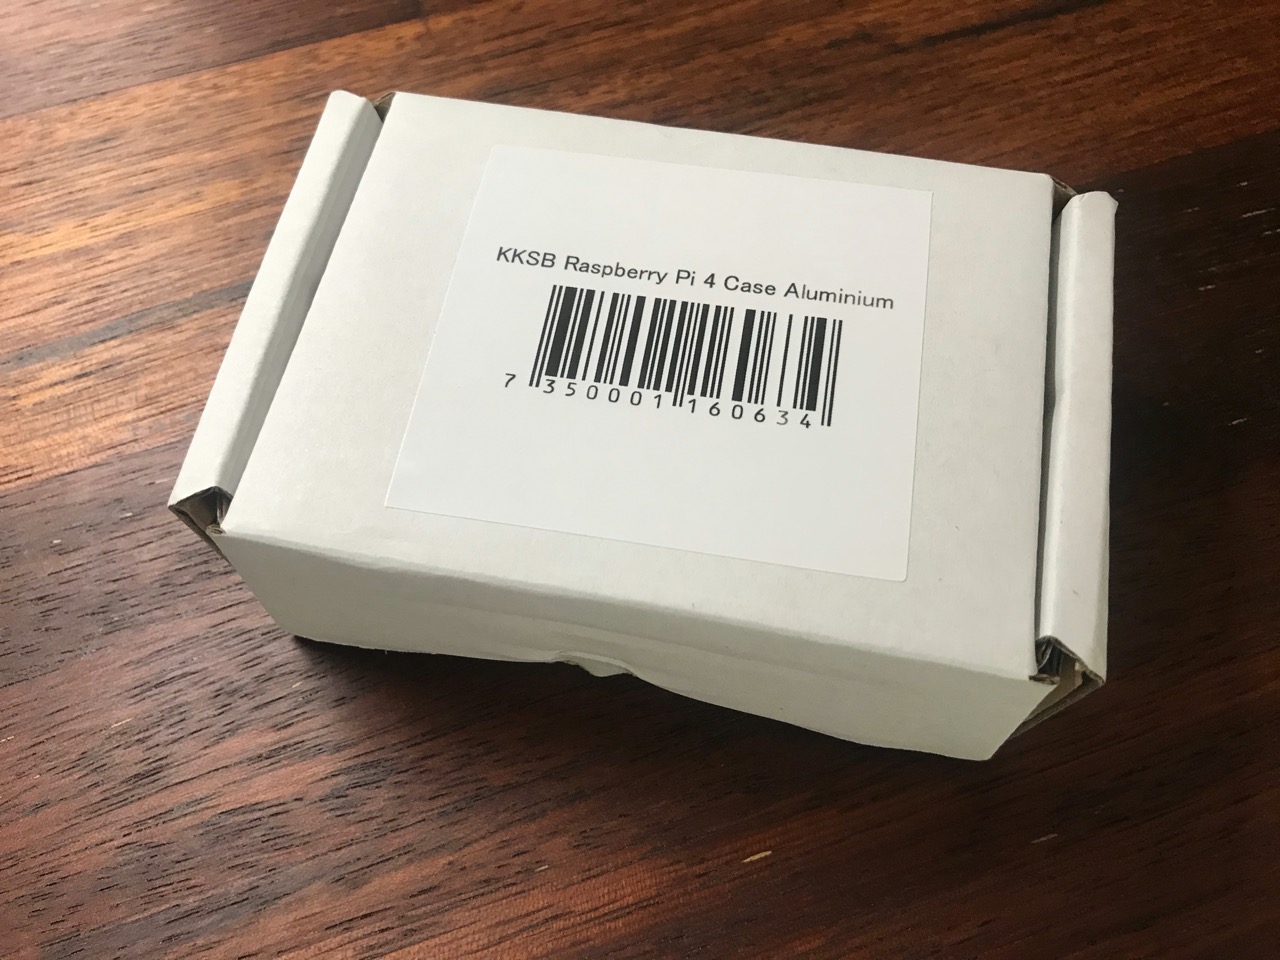 KKSB Raspberry Pi 4 Case Aluminium
7 350001 160634